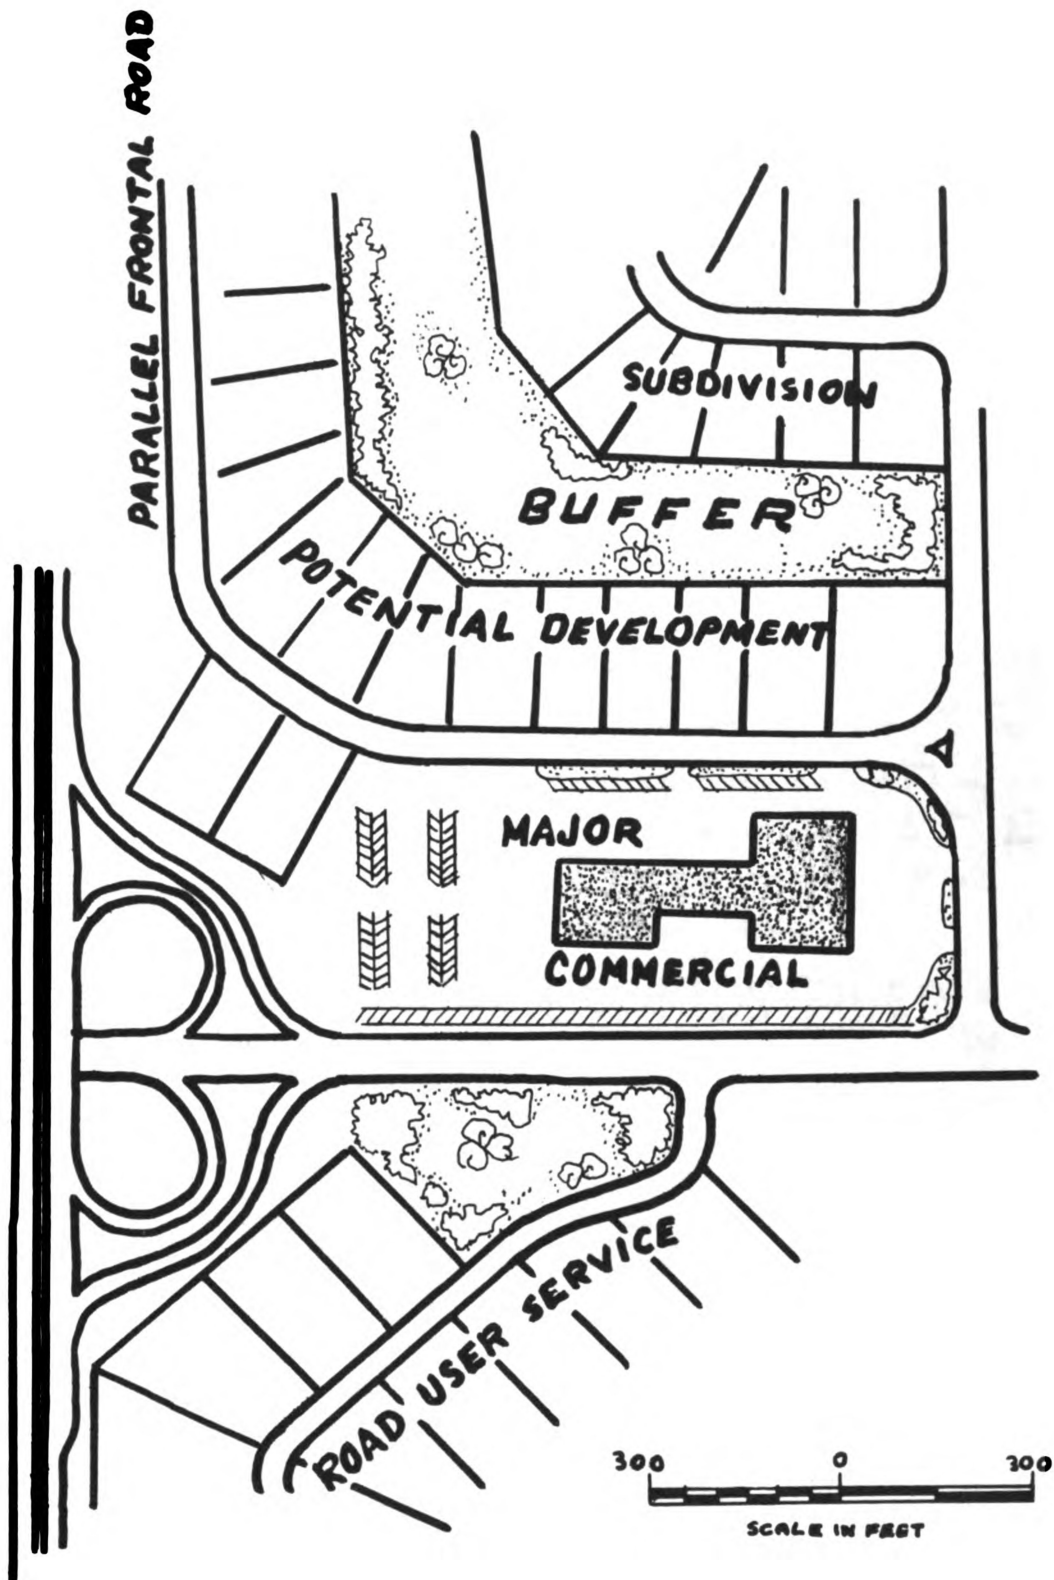 PARALLEL FRONTAL ROAD
SUBDIVISION
BUFFER
POTENTIAL DEVELOPMENT
MAJOR
COMMERCIAL
ROAD USER SERVICE
300 0 300
SCALE IN FEET